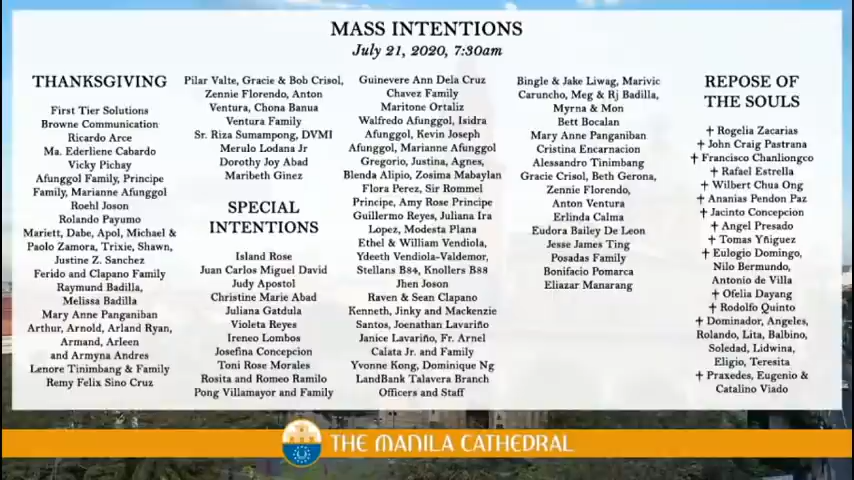 MASS INTENTIONS
July 21, 2020, 7:30am
THANKSGIVING
First Tier Solutions
Browne Communication
Ricardo Arce
Ma. Ederliene Cabardo
Vicky Pichay
Afunggol Family, Principe
Family, Marianne Afunggol
Roehl Joson
Rolando Payumo
Mariett, Dabe, Apol, Michael &
Paolo Zamora, Trixie, Shawn,
Justine Z. Sanchez
Ferido and Clapano Family
Raymund Badilla,
Melissa Badilla
Mary Anne Panganiban
Arthur, Arnold, Arland Ryan,
Armand, Arleen
and Armyna Andres
Lenore Tinimbang & Family
Remy Felix Sino Cruz
Pilar Valte, Gracie & Bob Crisol,
Zennie Florendo, Anton
Ventura, Chona Banua
Ventura Family
Sr. Riza Sumampong, DVMI
Merulo Lodana Jr
Dorothy Joy Abad
Maribeth Ginez
SPECIAL
INTENTIONS
Island Rose
Juan Carlos Miguel David
Judy Apostol
Christine Marie Abad
Juliana Gatdula
Violeta Reyes
Ireneo Lombos
Josefina Concepcion
Toni Rose Morales
Rosita and Romeo Ramilo
Pong Villamayor and Family
Guinevere Ann Dela Cruz
Chavez Family
Maritone Ortaliz
Walfredo Afunggol, Isidra
Afunggol, Kevin Joseph
Afunggol, Marianne Afunggol
Gregorio, Justina, Agnes,
Blenda Alipio, Zosima Mabaylan
Flora Perez, Sir Rommel
Principe, Amy Rose Principe
Guillermo Reyes, Juliana Ira
Lopez, Modesta Plana
Ethel & William Vendiola,
Ydeeth Vendiola-Valdemor,
Stellans B84, Knollers B88
Jhen Joson
Raven & Sean Clapano
Kenneth, Jinky and Mackenzie
Santos, Joenathan Lavariño
Janice Lavariño, Fr. Arnel
Calata Jr. and Family
Yvonne Kong, Dominique Ng
LandBank Talavera Branch
Officers and Staff
Bingle & Jake Liwag, Marivic
Caruncho, Meg & Rj Badilla,
Myrna & Mon
Bett Bocalan
Mary Anne Panganiban
Cristina Encarnacion
Alessandro Tinimbang
Gracie Crisol, Beth Gerona,
Zennie Florendo,
Anton Ventura
Erlinda Calma
Eudora Bailey De Leon
Jesse James Ting
Posadas Family
Bonifacio Pomarca
Eliazar Manarang
REPOSE OF
THE SOULS
† Rogelia Zacarias
† John Craig Pastrana
† Francisco Chanliongco
† Rafael Estrella
† Wilbert Chua Ong
† Ananias Pendon Paz
† Jacinto Concepcion
† Angel Presado
† Tomas Yñiguez
† Eulogio Domingo,
Nilo Bermundo,
Antonio de Villa
† Ofelia Dayang
† Rodolfo Quinto
† Dominador, Angeles,
Rolando, Lita, Balbino,
Soledad, Lidwina,
Eligio, Teresita
† Praxedes, Eugenio &
Catalino Viado
THE MANILA CATHEDRAL